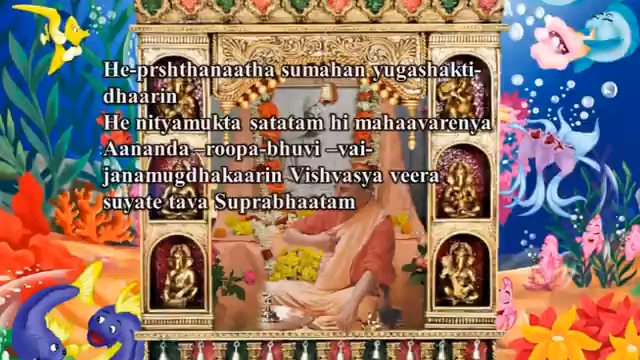 He-prshthanaatha sumahan yugashakti-
dhaarin
He nityamukta satatam hi mahaavarenya
Aananda –roopa-bhuvi –vai-
janamugdhakaarin Vishvasya veera
suyate tava Suprabhaatam